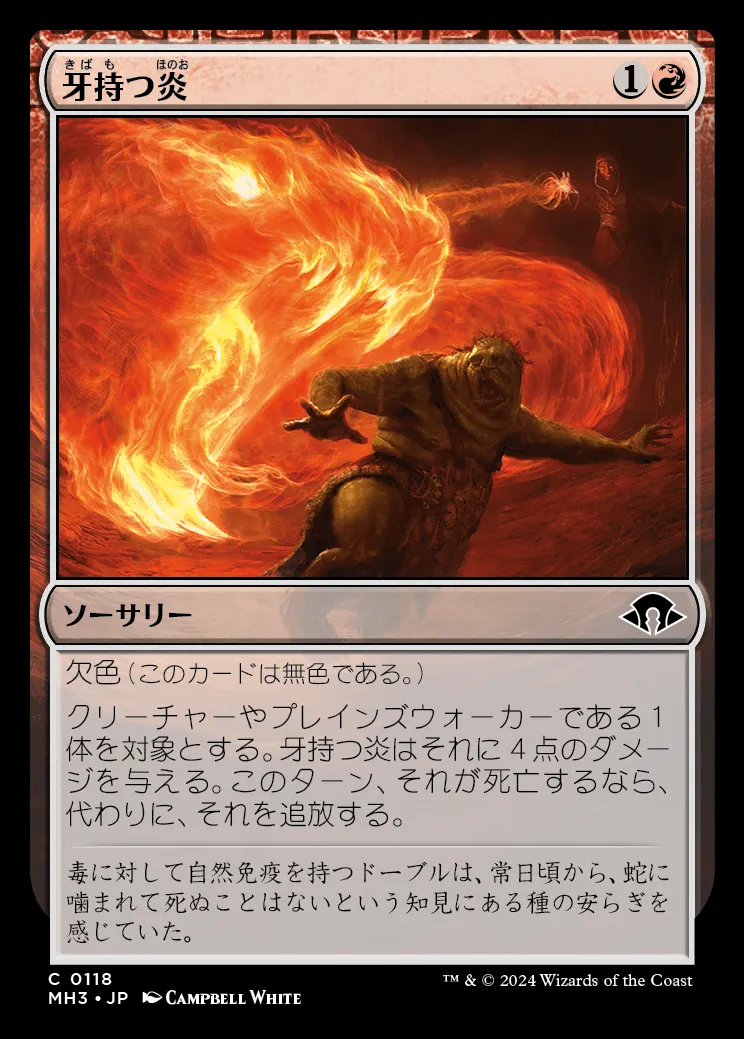 きばも ほのお
牙持つ炎 1
ソーサリー
欠色(このカードは無色である。)
クリーチャーやプレインズウォーカーである1
体を対象とする。牙持つ炎はそれに4点のダメー
ジを与える。このターン、それが死亡するなら、
代わりに、それを追放する。
毒に対して自然免疫を持つドーブルは、常日頃から、蛇に
噛まれて死ぬことはないという知見にある種の安らぎを
感じていた。
C 0118
MH3 • JP CAMPBELL WHITE
™ & © 2024 Wizards of the Coast